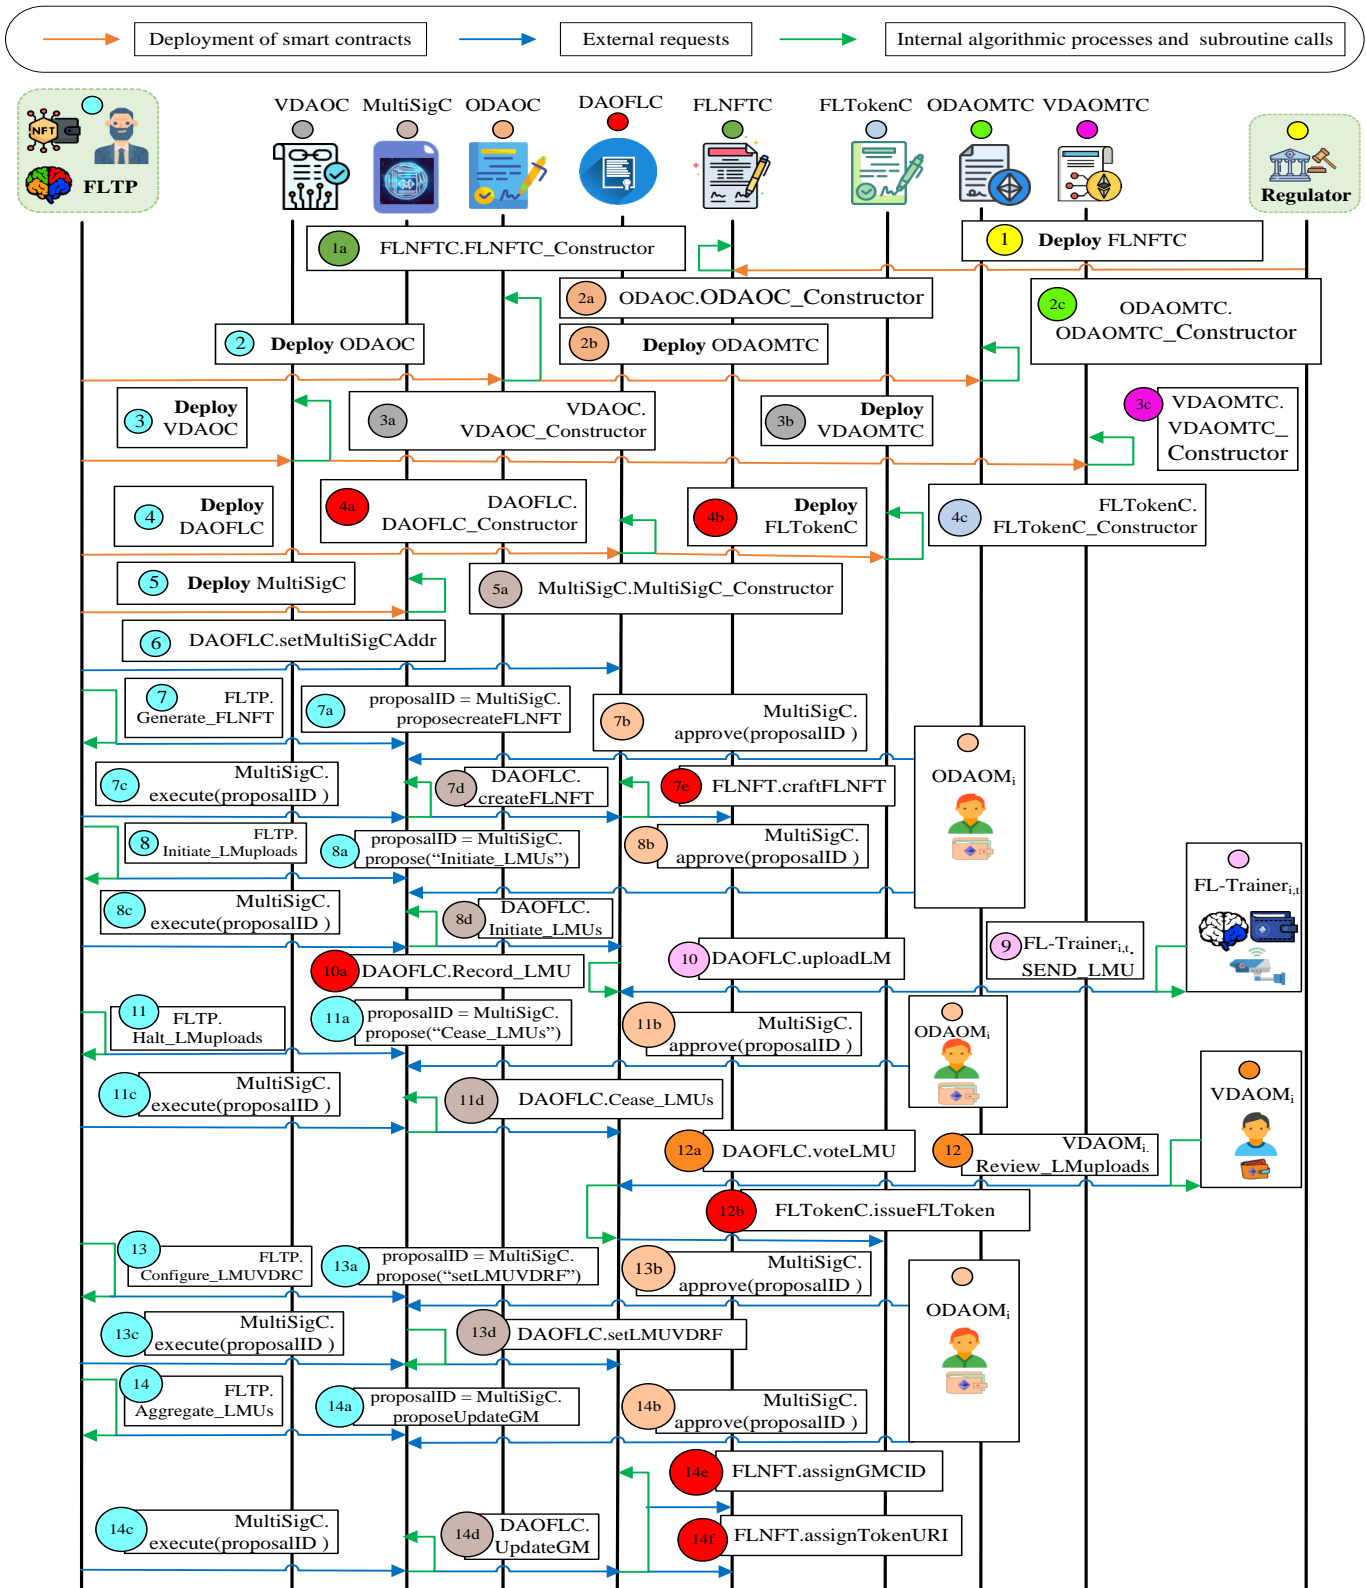 Deployment of smart contracts
External requests
Internal algorithmic processes and subroutine calls
NFT
FLTP
VDAOC
MultiSigC
ODAOC
DAOFLC
FLNFTC
FLTokenC
ODAOMTC
VDAOMTC
Regulator
1a FLNFTC.FLNFTC_Constructor
1 Deploy FLNFTC
2a ODAOC.ODAOC_Constructor
2c ODAOMTC.
ODAOMTC_Constructor
2 Deploy ODAOC
2b Deploy ODAOMTC
3 Deploy
VDAOC
3a VDAOC.
VDAOC_Constructor
3b Deploy
VDAOMTC
3c VDAOMTC.
VDAOMTC_
Constructor
4 Deploy
DAOFLC
4a DAOFLC.
DAOFLC_Constructor
4b Deploy
FLTokenC
4c FLTokenC.
FLTokenC_Constructor
5 Deploy MultiSigC
5a MultiSigC.MultiSigC_Constructor
6 DAOFLC.setMultiSigCAddr
7 FLTP.
Generate_FLNFT
7a proposalID = MultiSigC.
proposecreateFLNFT
7b MultiSigC.
approve(proposalID )
ODAOMi
7c MultiSigC.
execute(proposalID )
7d DAOFLC.
createFLNFT
7e FLNFT.craftFLNFT
8 FLTP.
Initiate_LMuploads
8a proposalID = MultiSigC.
propose(“Initiate_LMUs”)
8b MultiSigC.
approve(proposalID )
FL-Traineri,t
8c MultiSigC.
execute(proposalID )
8d DAOFLC.
Initiate_LMUs
9 FL-Traineri,t.
SEND_LMU
10 DAOFLC.uploadLM
10a DAOFLC.Record_LMU
11 FLTP.
Halt_LMuploads
11a proposalID = MultiSigC.
propose(“Cease_LMUs”)
11b MultiSigC.
approve(proposalID )
ODAOMi
11c MultiSigC.
execute(proposalID )
11d DAOFLC.Cease_LMUs
VDAOMi
12a DAOFLC.voteLMU
12 VDAOMi.
Review_LMuploads
12b FLTokenC.issueFLToken
13 FLTP.
Configure_LMUVDRC
13a proposalID = MultiSigC.
propose(“setLMUVDRF”)
13b MultiSigC.
approve(proposalID )
ODAOMi
13c MultiSigC.
execute(proposalID )
13d DAOFLC.setLMUVDRF
14 FLTP.
Aggregate_LMUs
14a proposalID = MultiSigC.
proposeUpdateGM
14b MultiSigC.
approve(proposalID )
14e FLNFT.assignGMCID
14c MultiSigC.
execute(proposalID )
14d DAOFLC.
UpdateGM
14f FLNFT.assignTokenURI